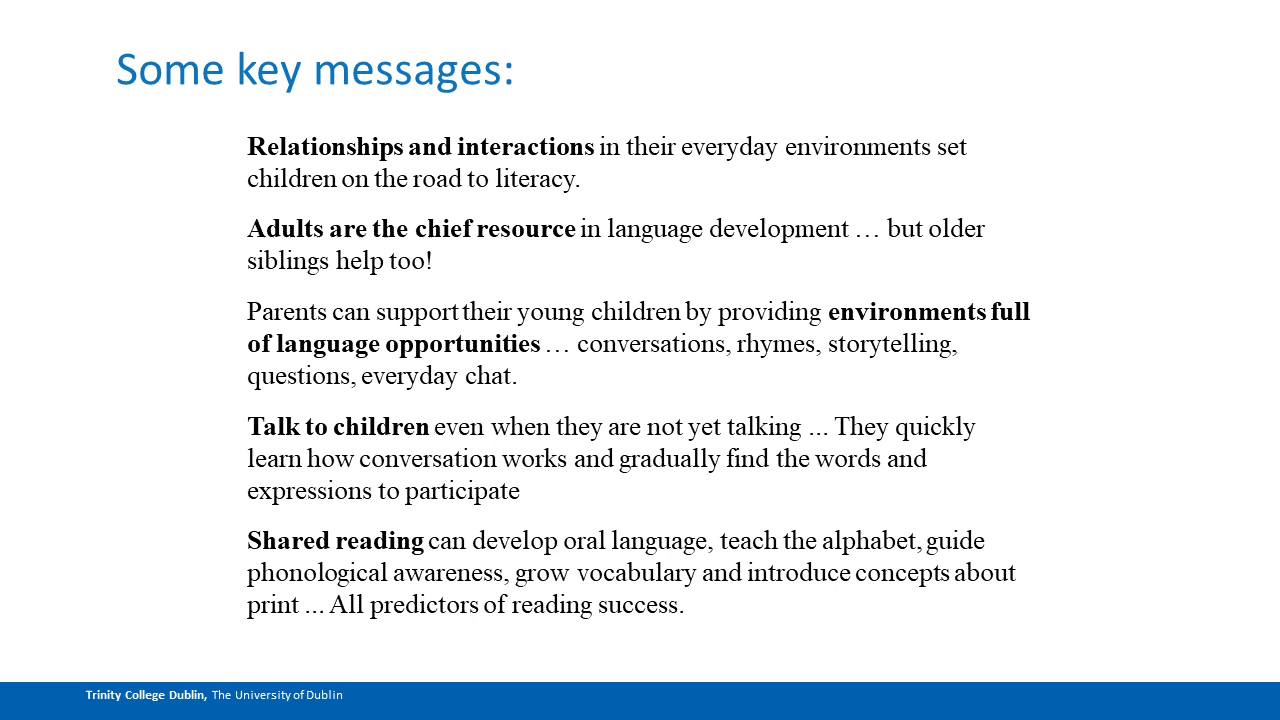 Some key messages:
Relationships and interactions in their everyday environments set
children on the road to literacy.
Adults are the chief resource in language development … but older
siblings help too!
Parents can support their young children by providing environments full
of language opportunities … conversations, rhymes, storytelling,
questions, everyday chat.
Talk to children even when they are not yet talking ... They quickly
learn how conversation works and gradually find the words and
expressions to participate
Shared reading can develop oral language, teach the alphabet, guide
phonological awareness, grow vocabulary and introduce concepts about
print ... All predictors of reading success.
Trinity College Dublin, The University of Dublin